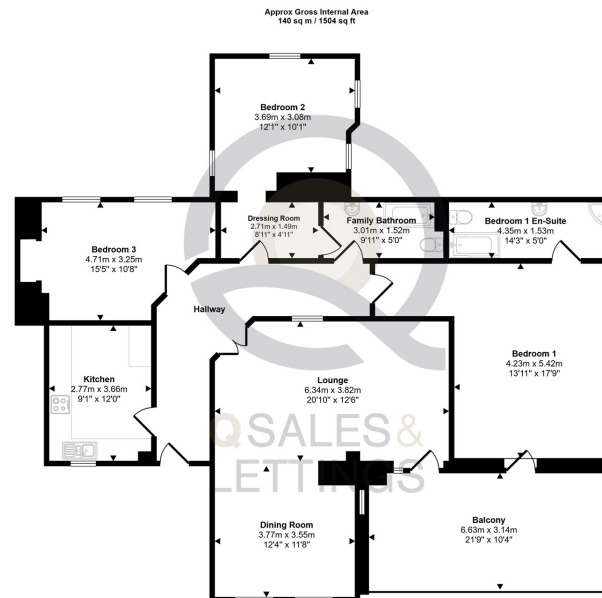 Approx Gross Internal Area
140 sq m / 1504 sq ft
Bedroom 2
3.69m x 3.08m
12'1" x 10'1"
Dressing Room
2.71m x 1.49m
8'11" x 4'11"
Family Bathroom
3.01m x 1.52m
9'11" x 5'0"
Bedroom 1 En-Suite
4.35m x 1.53m
14'3" x 5'0"
Bedroom 3
4.71m x 3.25m
15'5" x 10'8"
Hallway
Kitchen
2.77m x 3.66m
9'1" x 12'0"
Lounge
6.34m x 3.82m
20'10" x 12'6"
Bedroom 1
4.23m x 5.42m
13'11" x 17'9"
Q SALES &
LETTINGS
Dining Room
3.77m x 3.55m
12'4" x 11'8"
Balcony
6.63m x 3.14m
21'9" x 10'4"